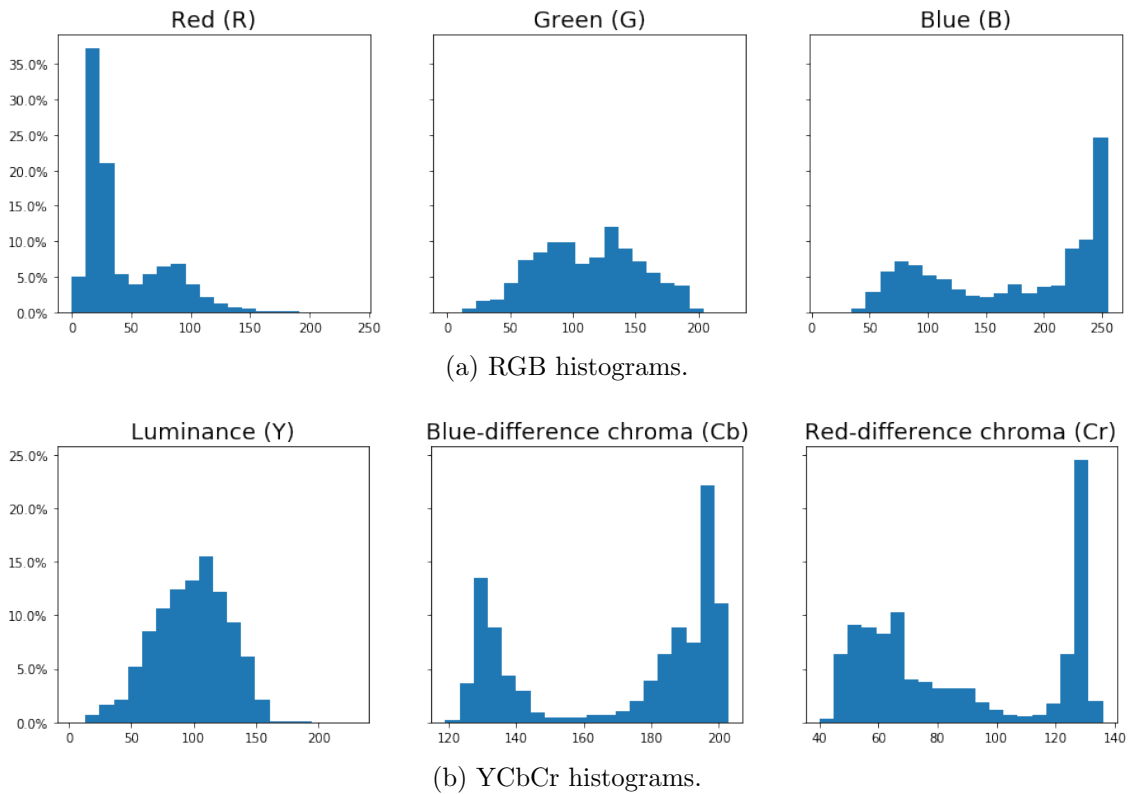 Red (R) Green (G) Blue (B)
35.0%
30.0%
25.0%
20.0%
15.0%
10.0%
5.0%
0.0%
0 50 100 150 200 250 0 50 100 150 200 0 50 100 150 200 250
(a) RGB histograms.
Luminance (Y) Blue-difference chroma (Cb) Red-difference chroma (Cr)
25.0%
20.0%
15.0%
10.0%
5.0%
0.0%
0 50 100 150 200 120 140 160 180 200 40 60 80 100 120 140
(b) YCbCr histograms.